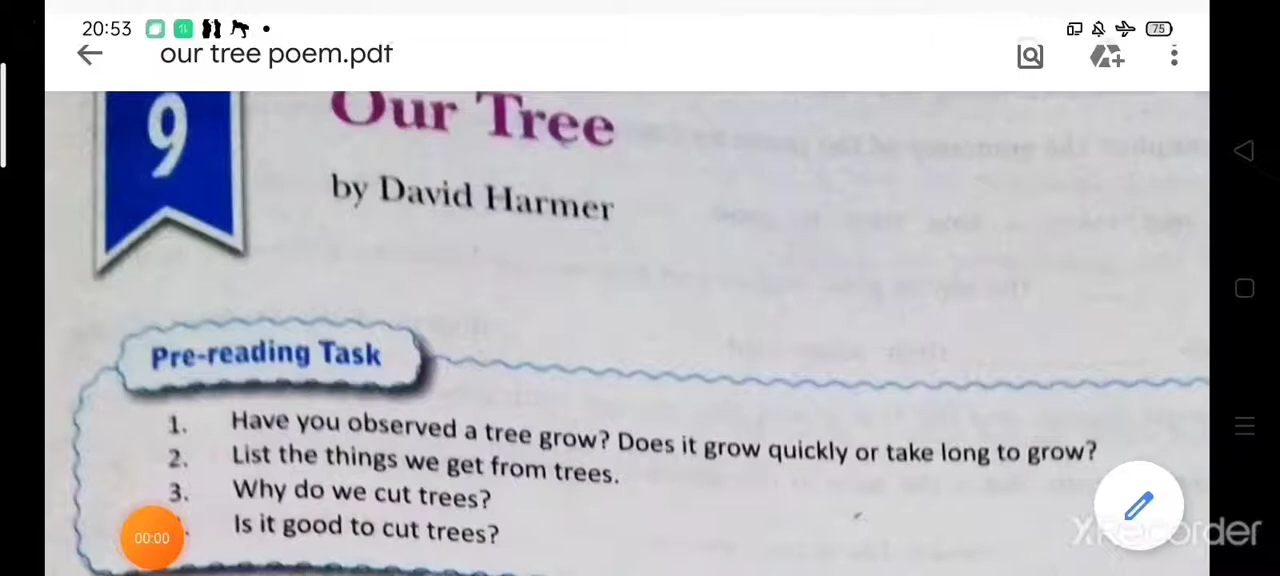 20:53
75
our tree poem.pdf
9
Our Tree
by David Harmer
Pre-reading Task
1. Have you observed a tree grow? Does it grow quickly or take long to grow?
2. List the things we get from trees.
3. Why do we cut trees?
Is it good to cut trees?
00:00
XRecorder